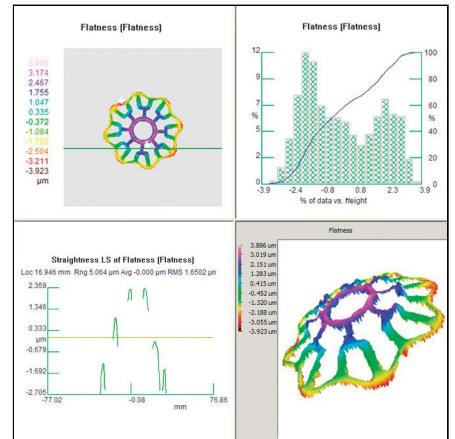 Flatness (Flatness)
3.886
3.174
2.467
1.755
1.047
0.335
-0.372
-1.084
-1.792
-2.504
-3.211
-3.923
µm
Flatness (Flatness)
12
9
7
%
5
2
0
100
80
60
%
40
20
0
-3.9 -2.4 -0.8 0.8 2.3 3.9
% of data vs. Height
Straightness LS of Flatness (Flatness)
Loc 16.946 mm Rng 5.064 µm Avg -0.000 µm RMS 1.6502 µm
2.359
1.346
0.333
µm
-0.679
-1.692
-2.705
-77.02 -0.08 76.86
mm
Flatness
3.886 um
3.019 um
2.151 um
1.283 um
0.415 um
-0.452 um
-1.320 um
-2.188 um
-3.055 um
-3.923 um